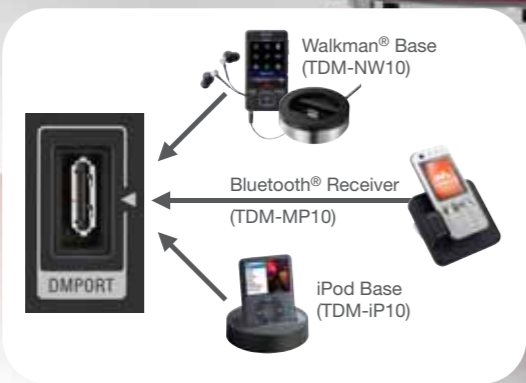 Walkman® Base
(TDM-NW10)
Bluetooth® Receiver
(TDM-MP10)
DMPORT
iPod Base
(TDM-iP10)